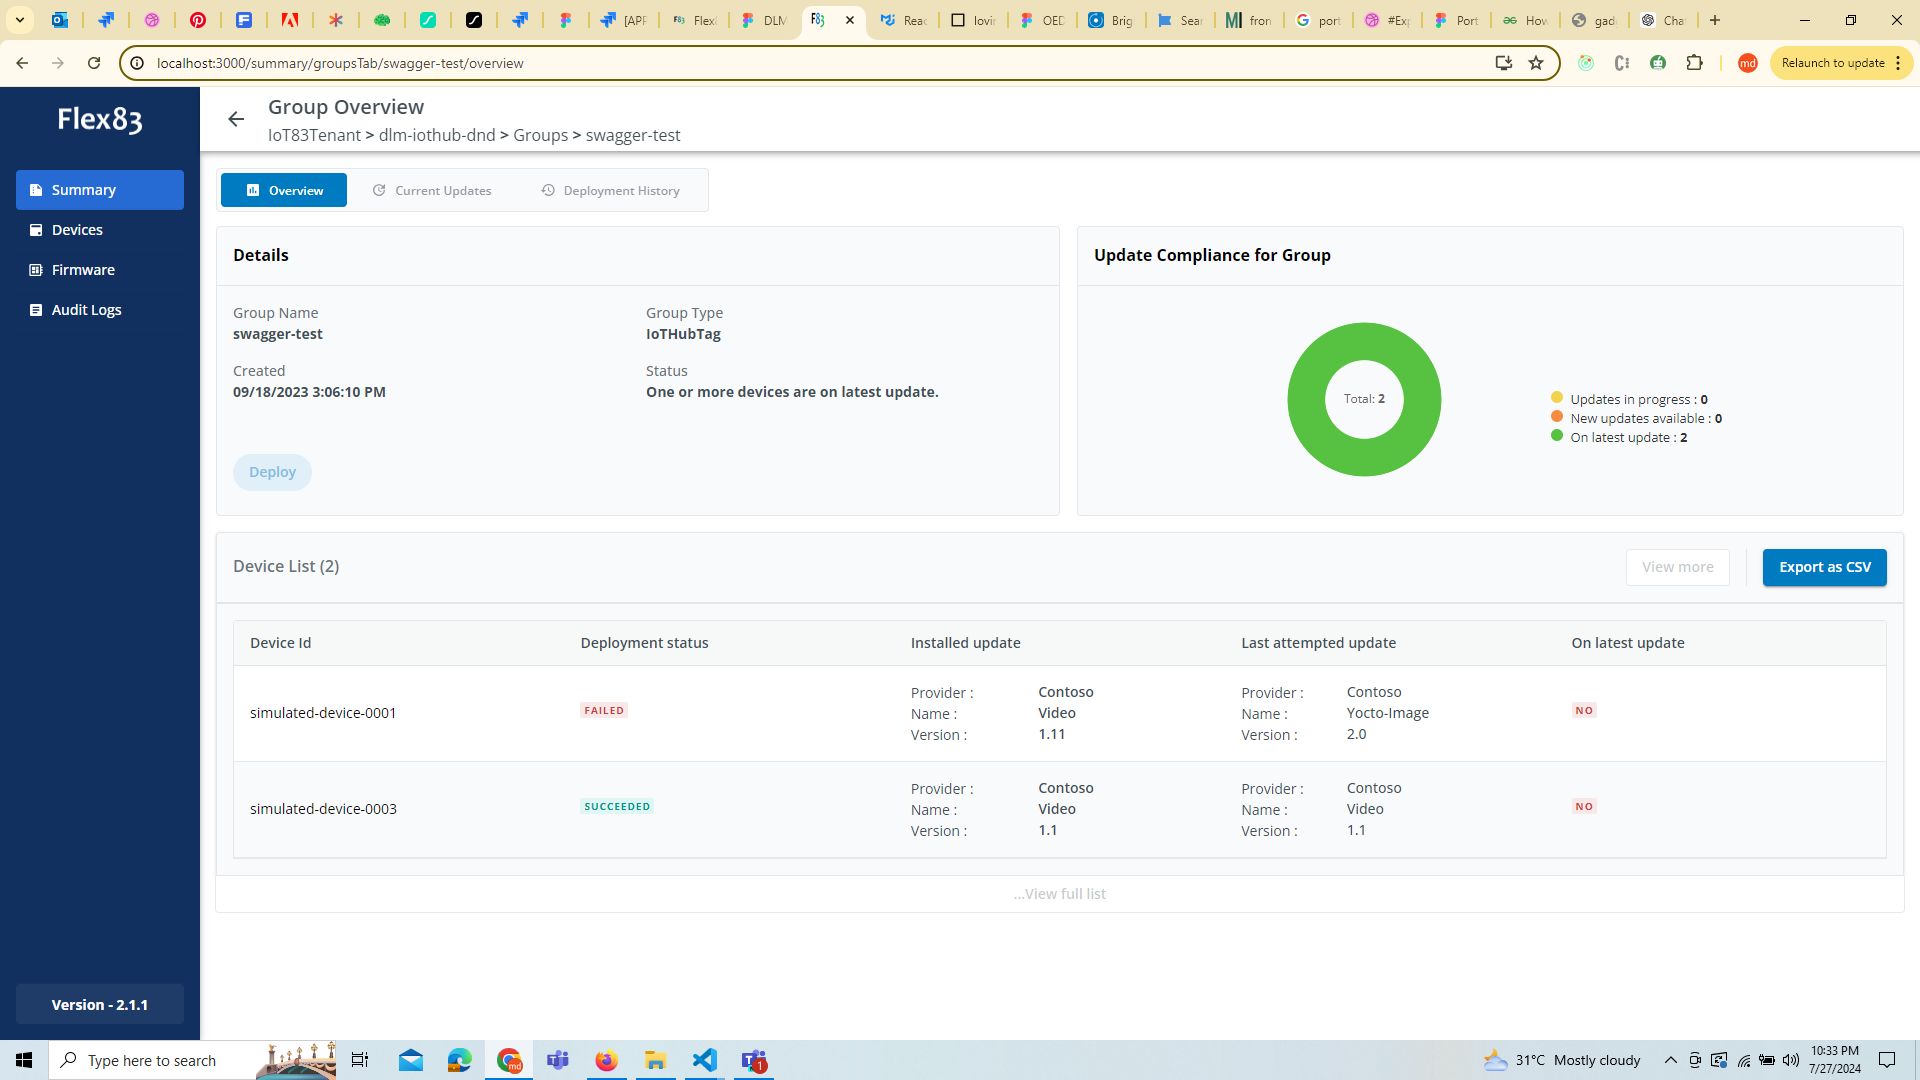 [APP
Flex
DLM
F83
Reac
lovir
OED
Brig
Sear
MI fron
port
#Exp
Port
How
gad
Cha
localhost:3000/summary/groupsTab/swagger-test/overview
md
Relaunch to update
Flex83
Group Overview
IoT83Tenant > dlm-iothub-dnd > Groups > swagger-test
Summary
Devices
Firmware
Audit Logs
Version - 2.1.1
Overview
Current Updates
Deployment History
Details
Group Name
swagger-test
Group Type
IoTHubTag
Created
09/18/2023 3:06:10 PM
Status
One or more devices are on latest update.
Deploy
Update Compliance for Group
Total: 2
Updates in progress : 0
New updates available : 0
On latest update : 2
Device List (2)
View more
Export as CSV
Device Id Deployment status Installed update Last attempted update On latest update
simulated-device-0001
FAILED
Provider : Contoso
Name : Video
Version : 1.11
Provider : Contoso
Name : Yocto-Image
Version : 2.0
NO
simulated-device-0003
SUCCEEDED
Provider : Contoso
Name : Video
Version : 1.1
Provider : Contoso
Name : Video
Version : 1.1
NO
...View full list
Type here to search
31°C Mostly cloudy
10:33 PM
7/27/2024